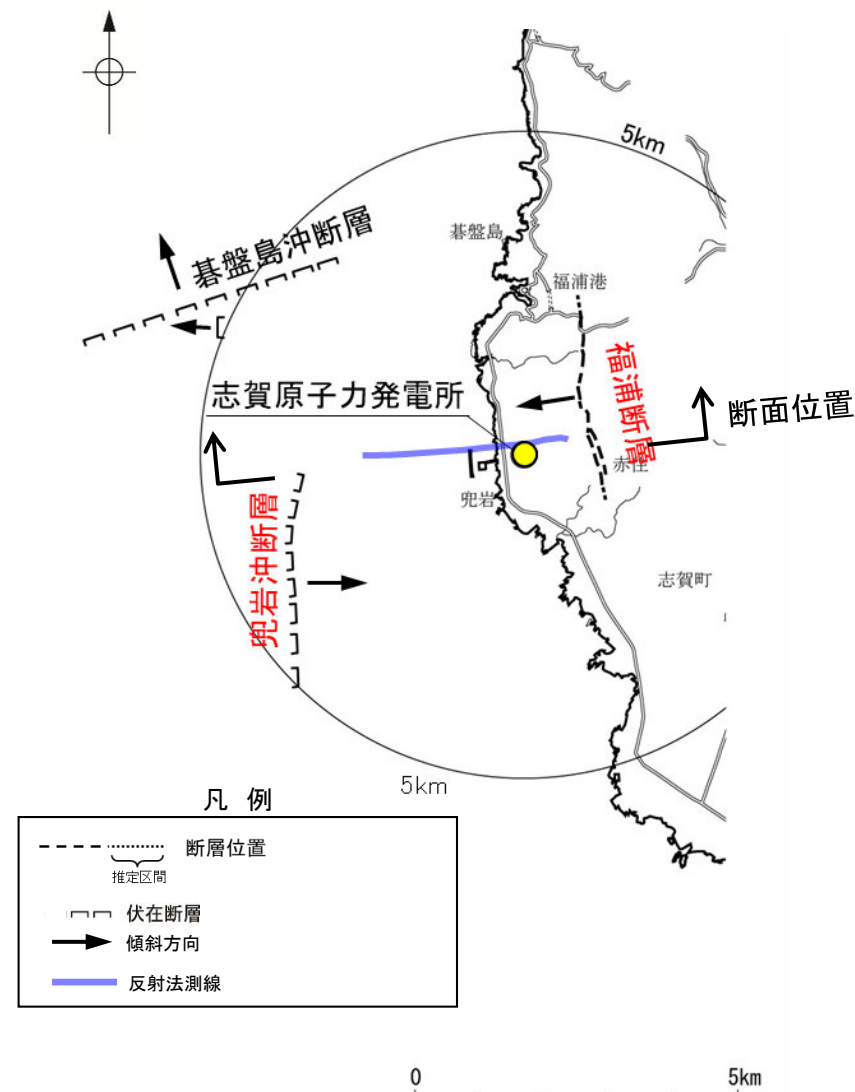 5km
碁盤島沖断層
碁盤島
福浦港
福浦断層
志賀原子力発電所
断面位置
赤住
兜岩
兜岩沖断層
志賀町
5km
凡 例
断層位置
推定区間
伏在断層
傾斜方向
反射法測線
0
5km